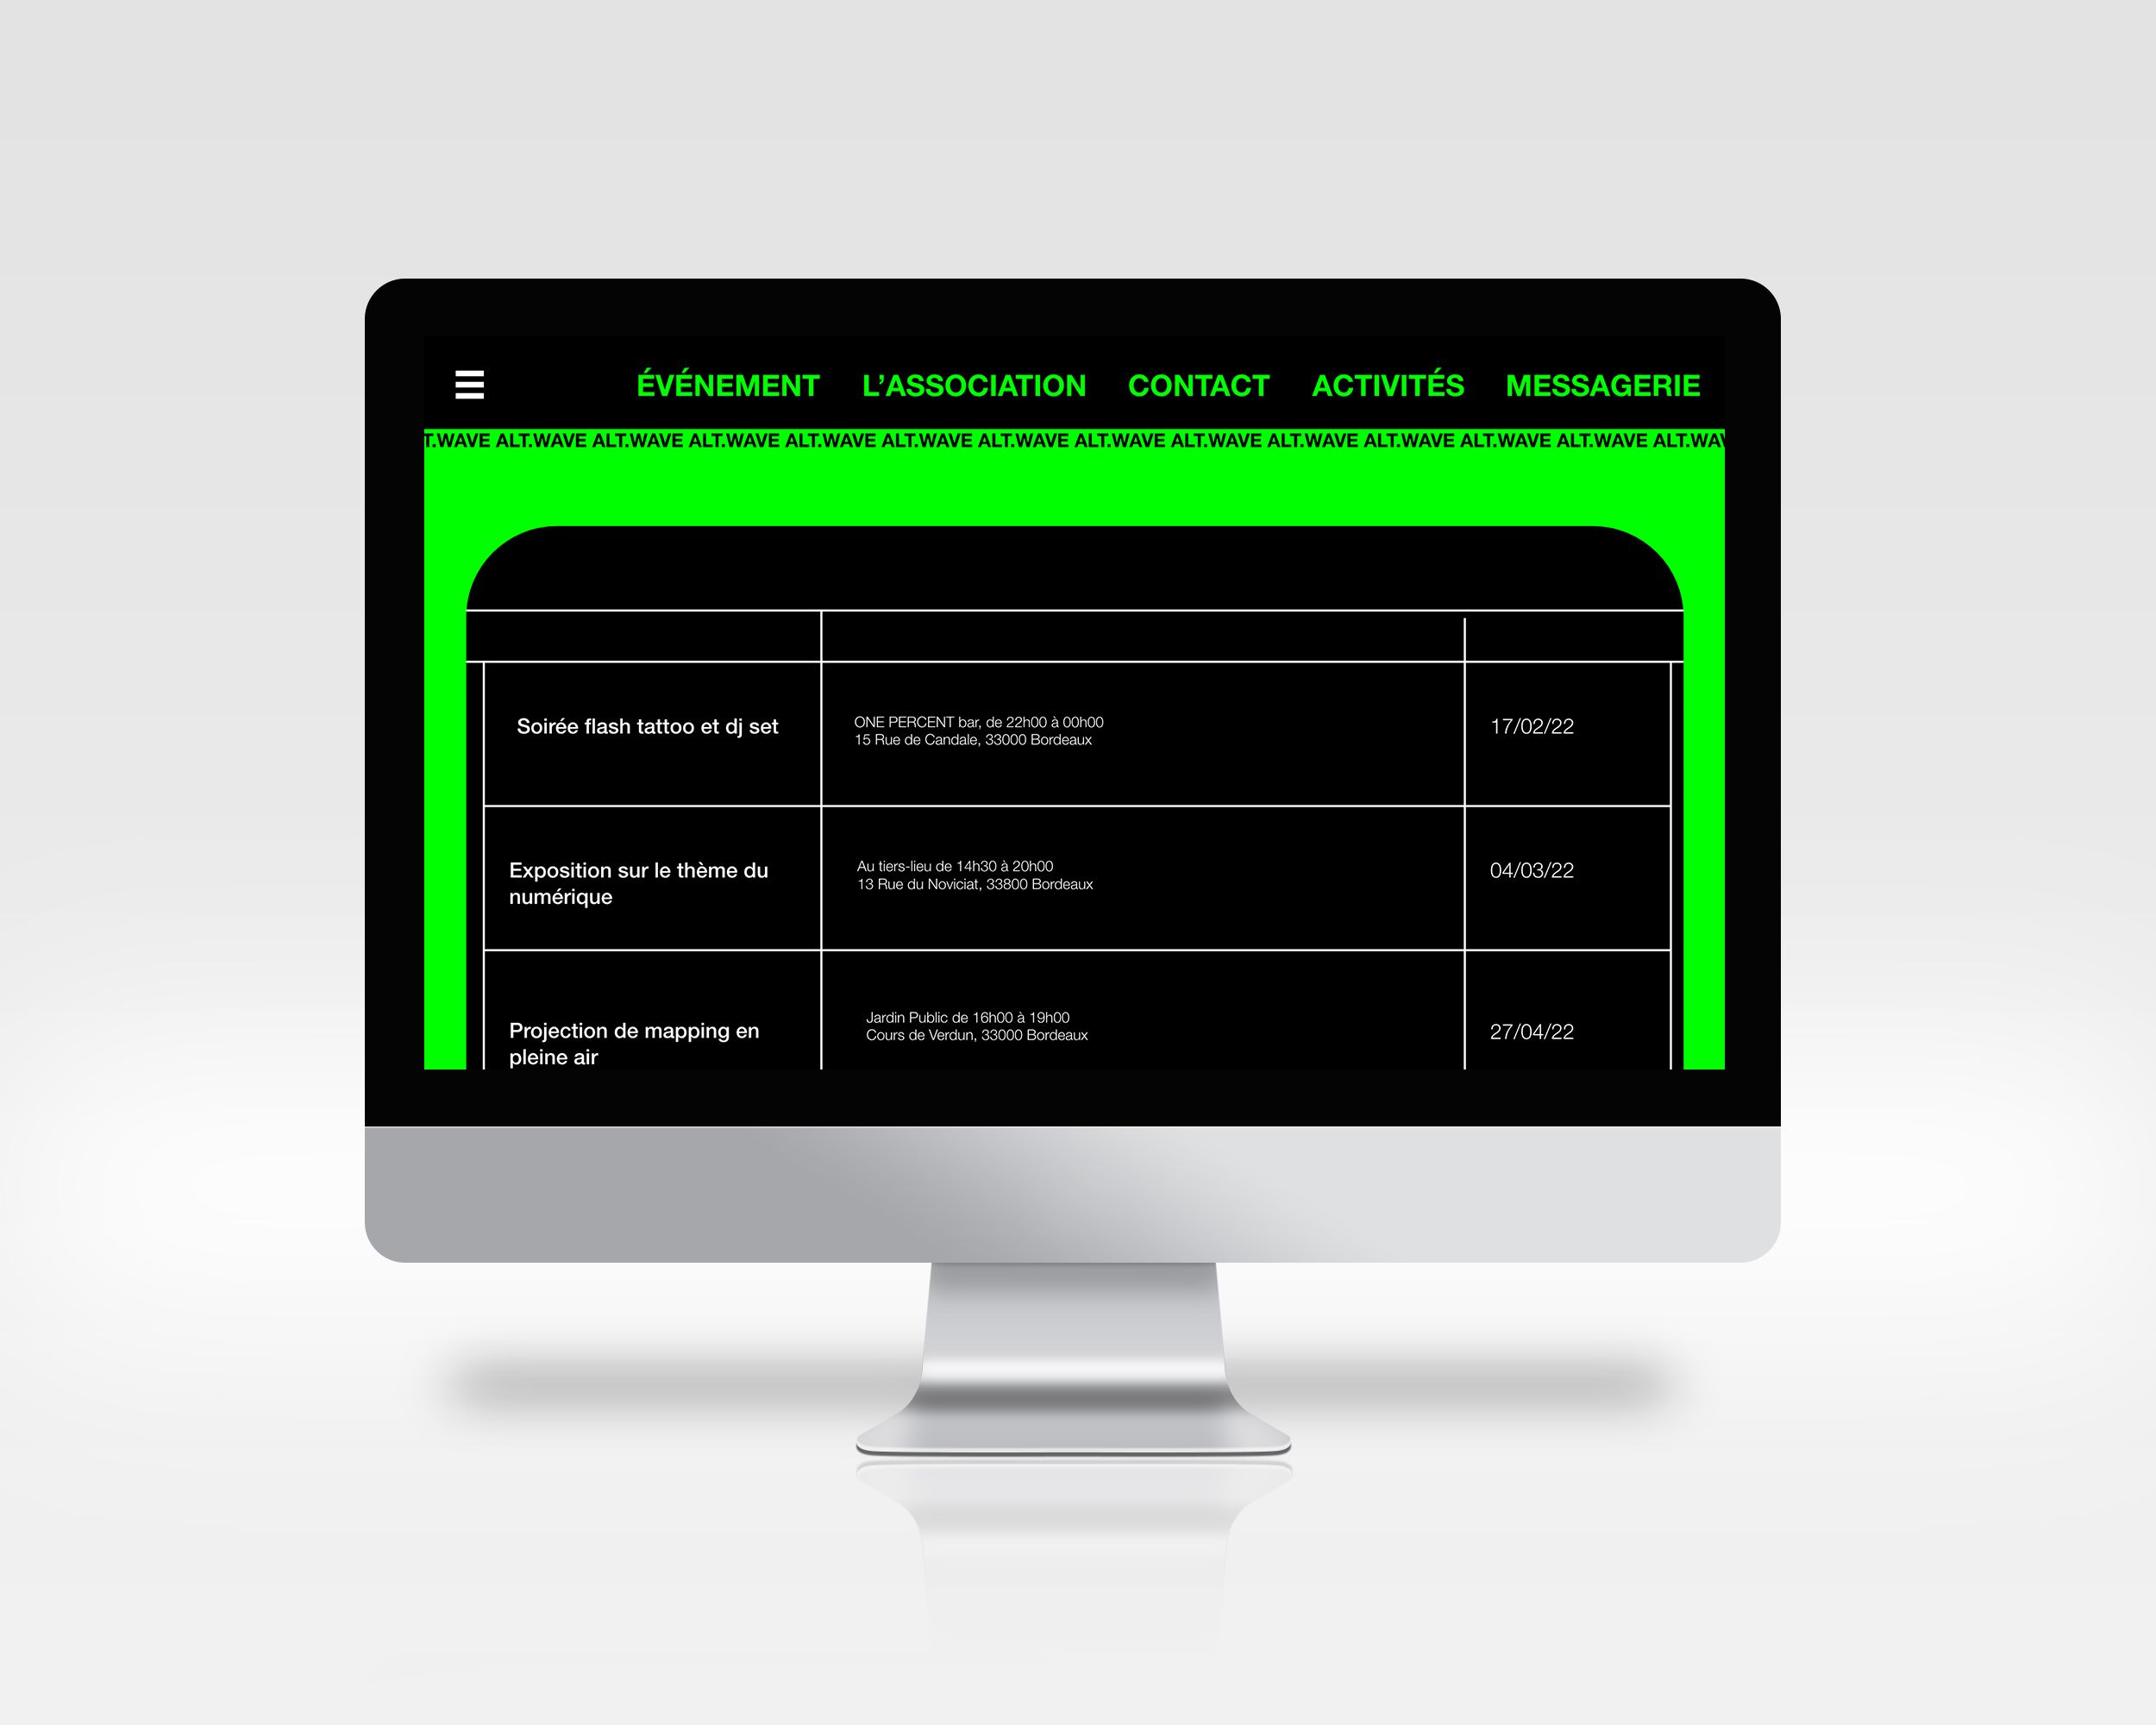 ÉVÉNEMENT L’ASSOCIATION CONTACT ACTIVITÉS MESSAGERIE
T.WAVE ALT.WAVE ALT.WAVE ALT.WAVE ALT.WAVE ALT.WAVE ALT.WAVE ALT.WAVE ALT.WAVE ALT.WAVE ALT.WAVE ALT.WAVE ALT.WAVE ALT.WAV
Soirée flash tattoo et dj set
ONE PERCENT bar, de 22h00 à 00h00
15 Rue de Candale, 33000 Bordeaux
17/02/22
Exposition sur le thème du
numérique
Au tiers-lieu de 14h30 à 20h00
13 Rue du Noviciat, 33800 Bordeaux
04/03/22
Projection de mapping en
pleine air
Jardin Public de 16h00 à 19h00
Cours de Verdun, 33000 Bordeaux
27/04/22